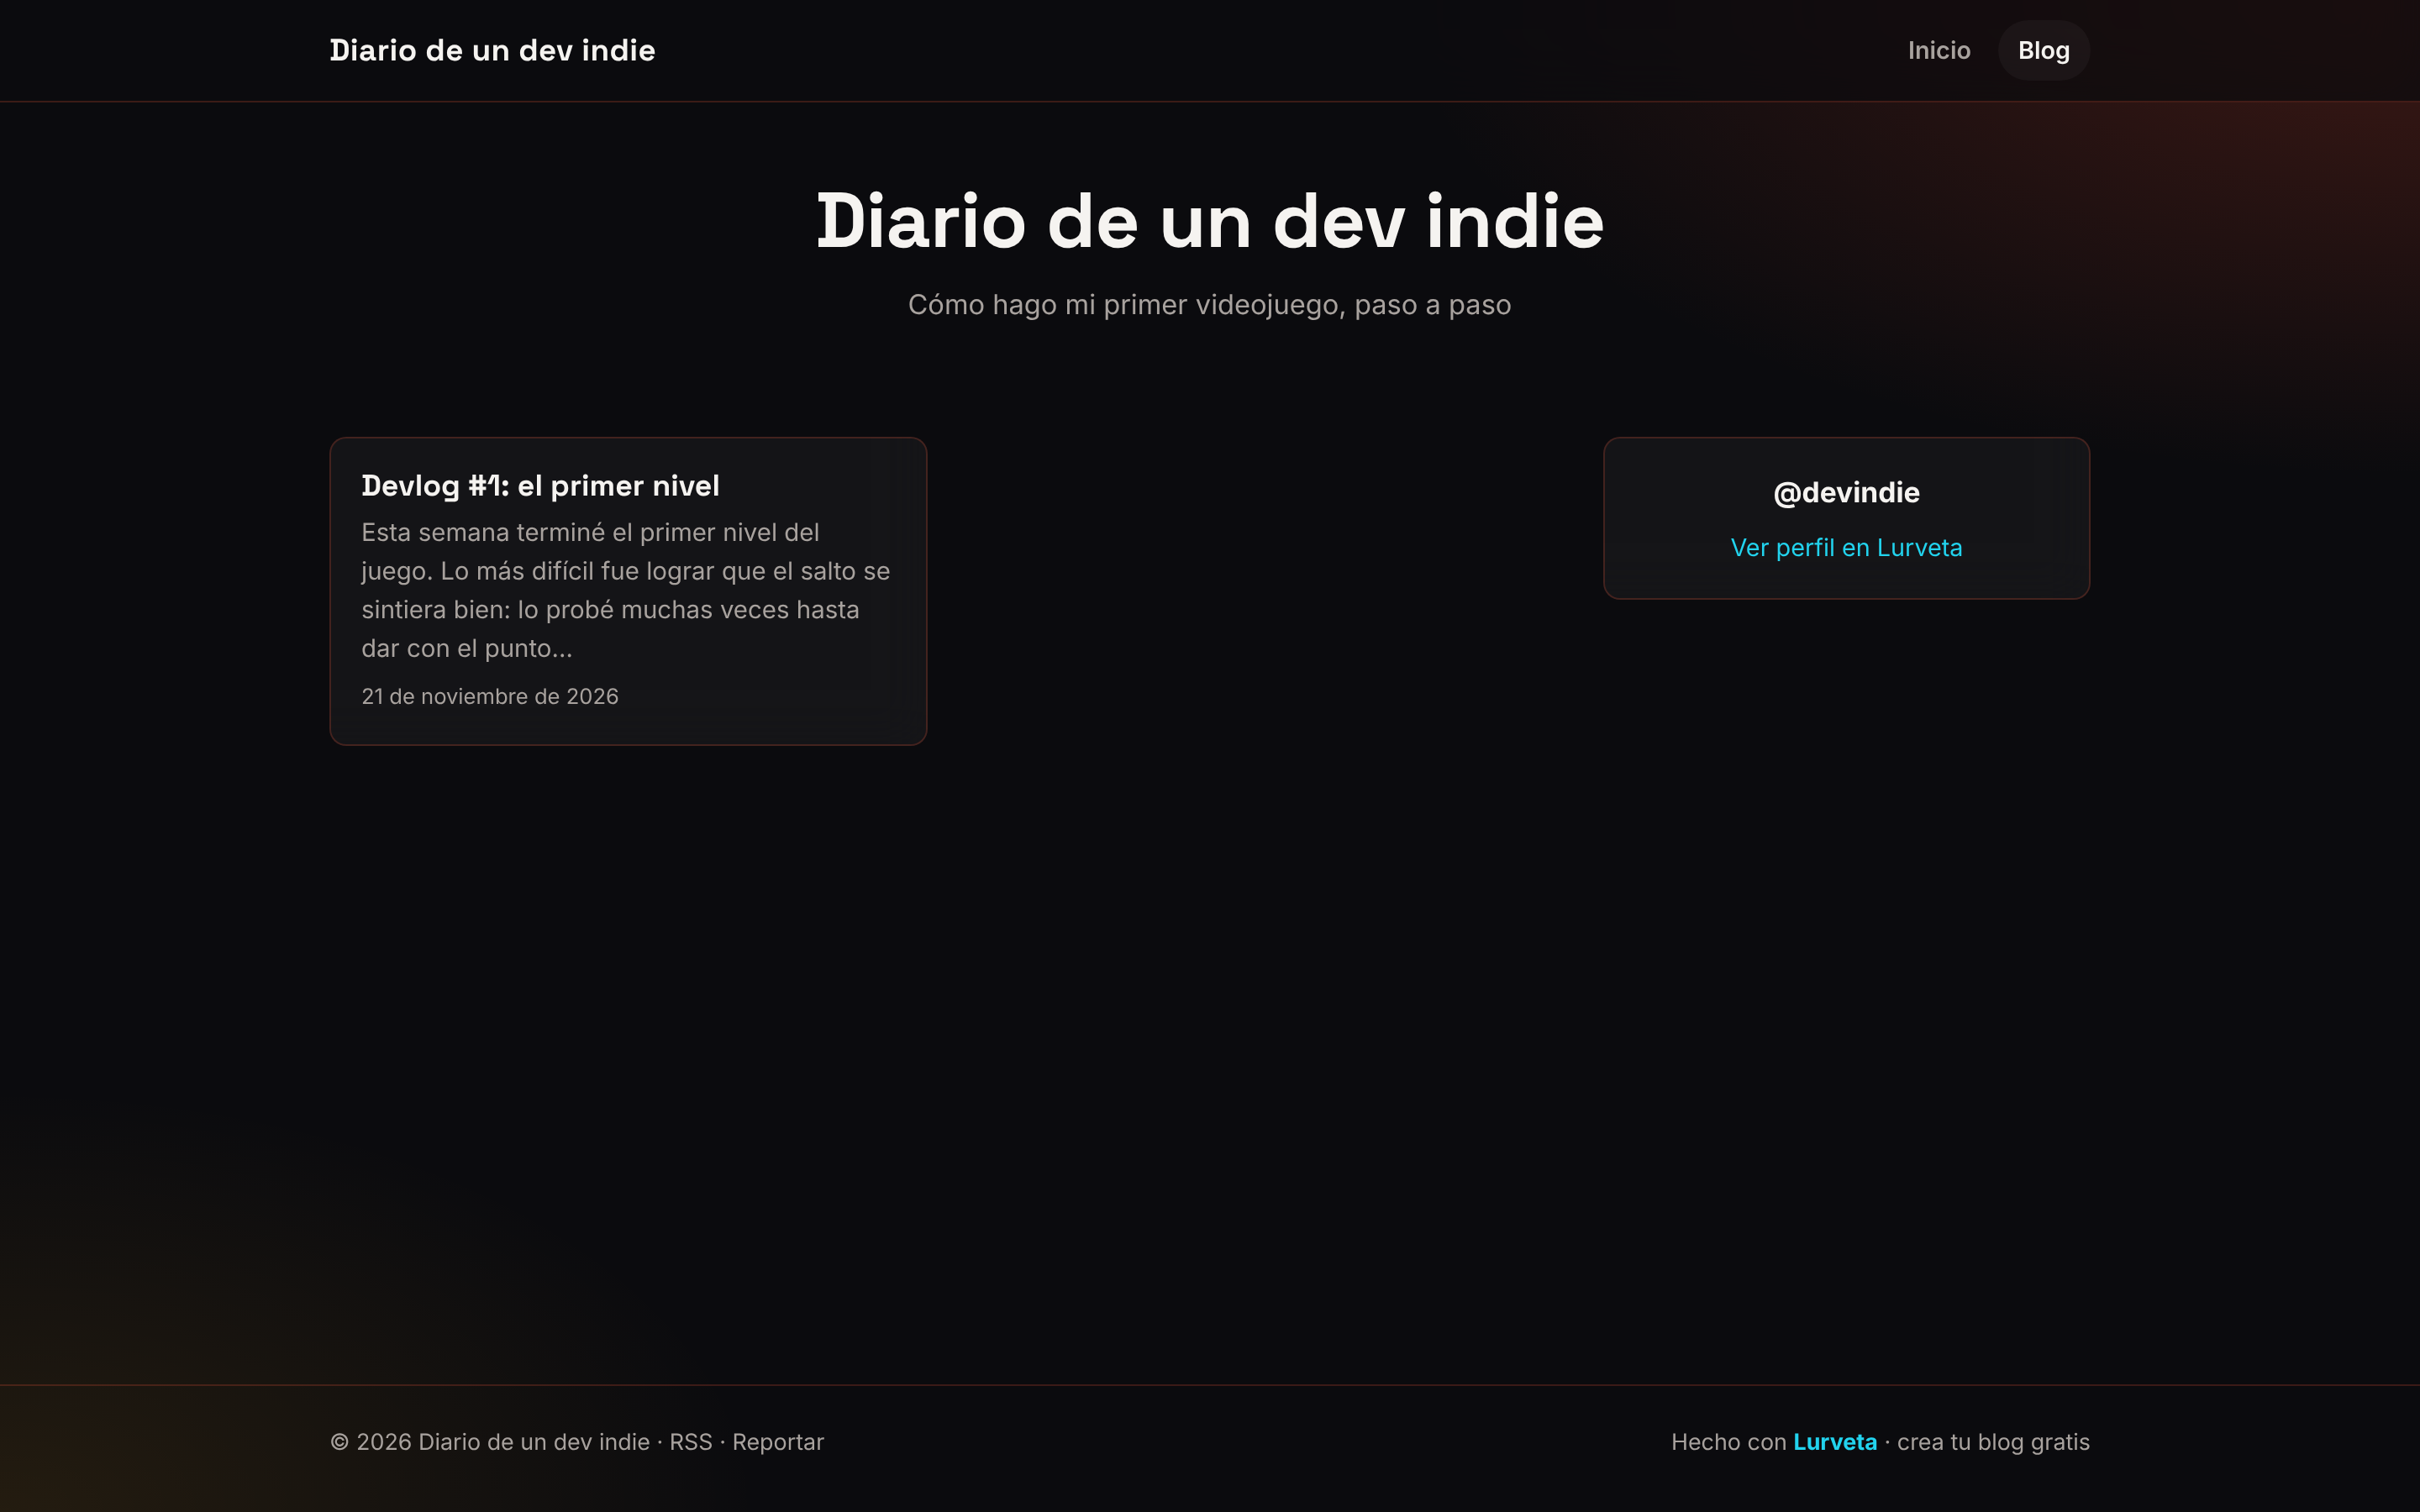 Diario de un dev indie
Inicio
Blog
Diario de un dev indie
Cómo hago mi primer videojuego, paso a paso
Devlog #1: el primer nivel
Esta semana terminé el primer nivel del
juego. Lo más difícil fue lograr que el salto se
sintiera bien: lo probé muchas veces hasta
dar con el punto...
21 de noviembre de 2026
@devindie
Ver perfil en Lurveta
© 2026 Diario de un dev indie · RSS · Reportar
Hecho con Lurveta · crea tu blog gratis